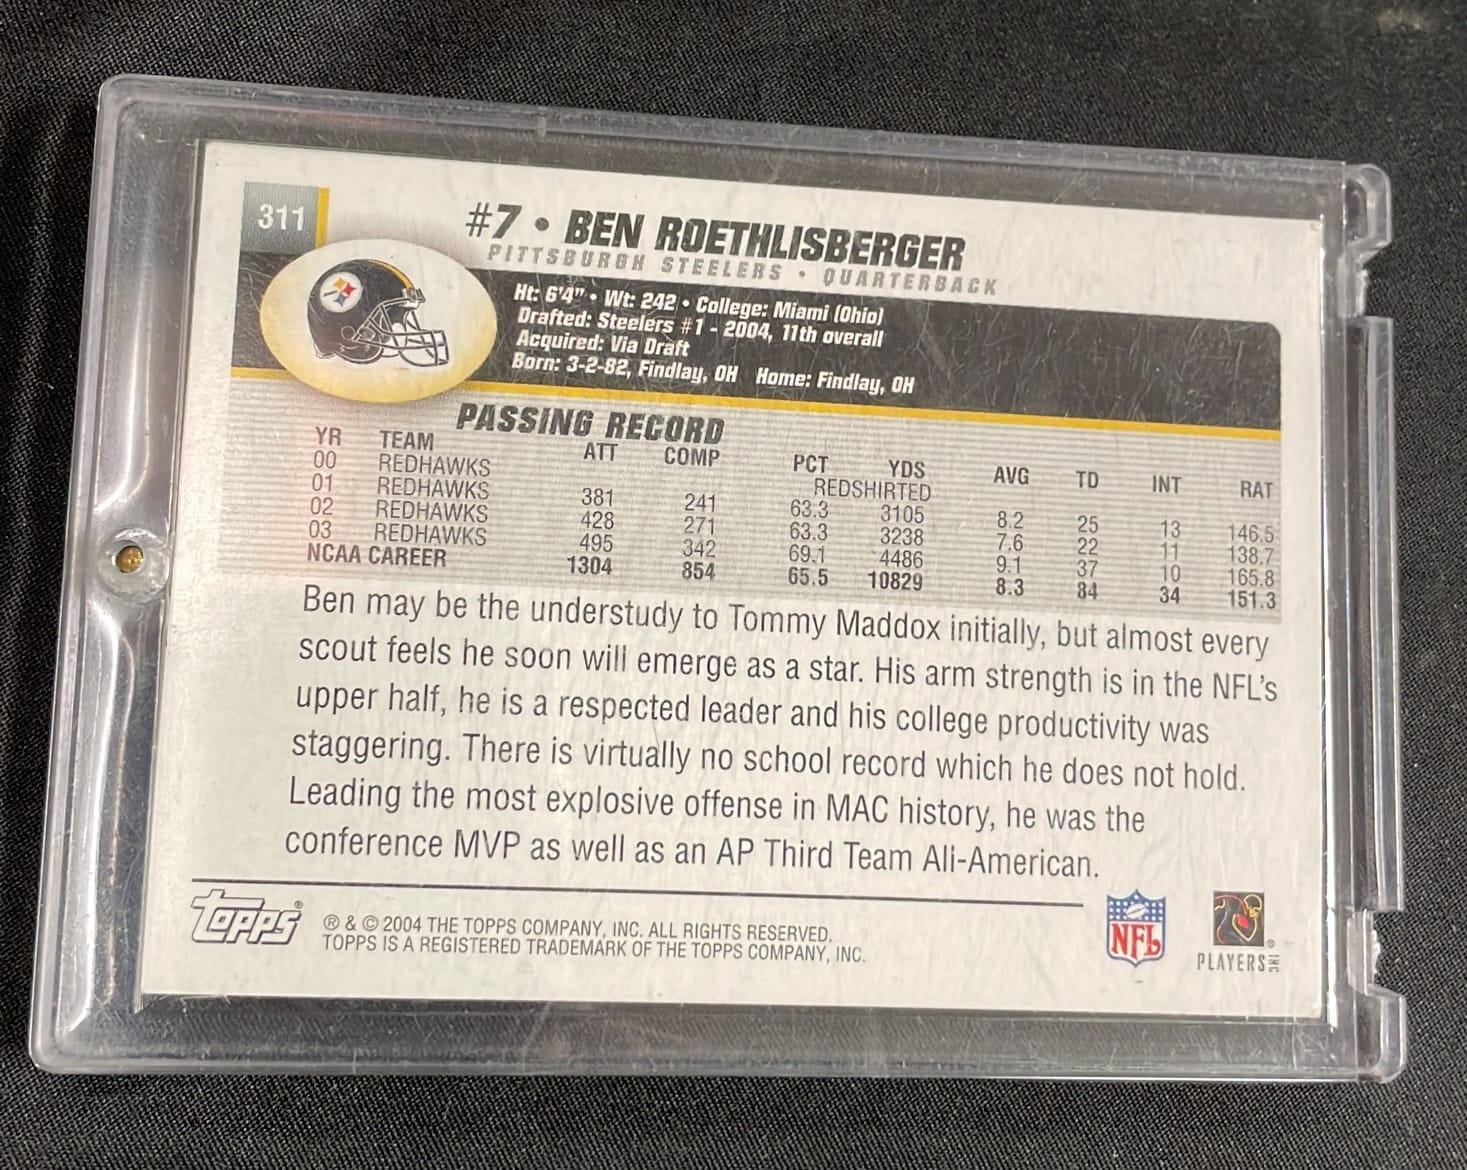 311
#7 • BEN ROETHLISBERGER
PITTSBURGH STEELERS • QUARTERBACK
Ht: 6'4" • Wt: 242 • College: Miami (Ohio)
Drafted: Steelers #1 - 2004, 11th overall
Acquired: Via Draft
Born: 3-2-82, Findlay, OH Home: Findlay, OH
PASSING RECORD
YR TEAM ATT COMP PCT YDS AVG TD INT RAT
00 REDHAWKS REDSHIRTED
01 REDHAWKS 381 241 63.3 3105 8.2 25 13 146.5
02 REDHAWKS 428 271 63.3 3238 7.6 22 11 138.7
03 REDHAWKS 495 342 69.1 4486 9.1 37 10 165.8
NCAA CAREER 1304 854 65.5 10829 8.3 84 34 151.3
Ben may be the understudy to Tommy Maddox initially, but almost every
scout feels he soon will emerge as a star. His arm strength is in the NFL's
upper half, he is a respected leader and his college productivity was
staggering. There is virtually no school record which he does not hold.
Leading the most explosive offense in MAC history, he was the
conference MVP as well as an AP Third Team All-American.
Topps®
® & © 2004 THE TOPPS COMPANY, INC. ALL RIGHTS RESERVED.
TOPPS IS A REGISTERED TRADEMARK OF THE TOPPS COMPANY, INC.
NFL
PLAYERS INC ®